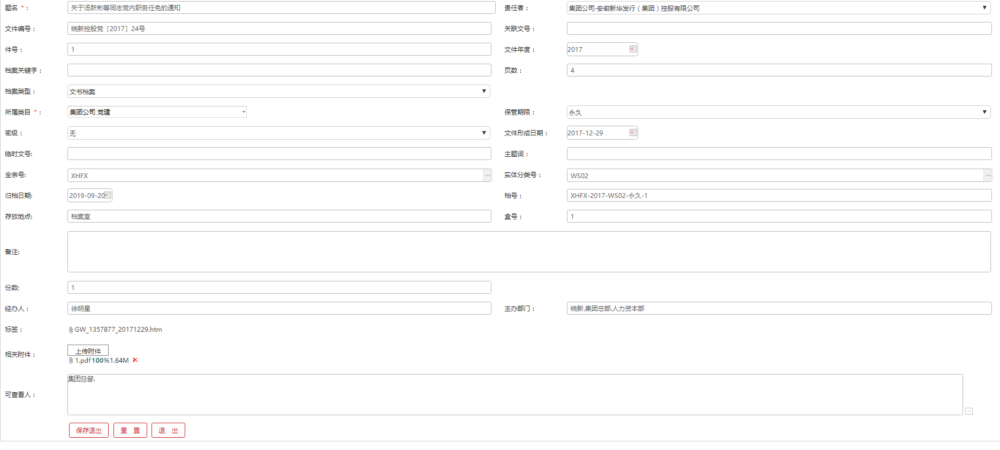 题名 *： 关于汤跃彬等同志党内职务任免的通知 责任者： 集团公司-安徽新华发行（集团）控股有限公司 ▼
文件编号： 皖新控股党〔2017〕24号 关联文号：
件号： 1 文件年度： 2017
档案关键字： 页数： 4
档案类型： 文书档案 ▼
所属类目 *： 集团公司.党建 保管期限： 永久 ▼
密级： 无 ▼ 文件形成日期： 2017-12-29
临时文号: 主题词：
全宗号: XHFX ... 实体分类号： WS02 ...
归档日期: 2019-09-20 档号： XHFX-2017-WS02-永久-1
存放地点: 档案室 盒号： 1
备注:
份数: 1
经办人： 徐明星 主办部门： 皖新.集团总部.人力资本部
标签： GW_1357877_20171229.htm
相关附件： 上传附件
1.pdf100%1.64M ×
可查看人： 集团总部,
...
保存退出 重 置 退 出